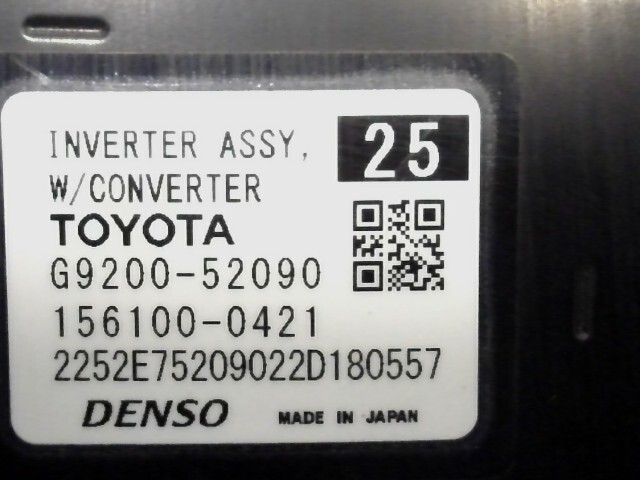 INVERTER ASSY, 25
W/CONVERTER
TOYOTA
G9200-52090
156100-0421
2252E75209022D180557
DENSO MADE IN JAPAN